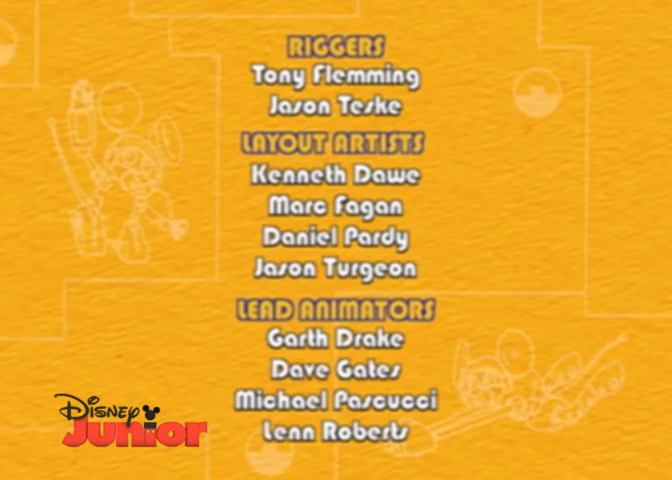 RIGGERS
Tony Flemming
Jason Teske
LAYOUT ARTISTS
Kenneth Dawe
Marc Fagan
Daniel Pardy
Jason Turgeon
LEAD ANIMATORS
Garth Drake
Dave Gates
Michael Pascucci
Lenn Roberts
Disney
Junior